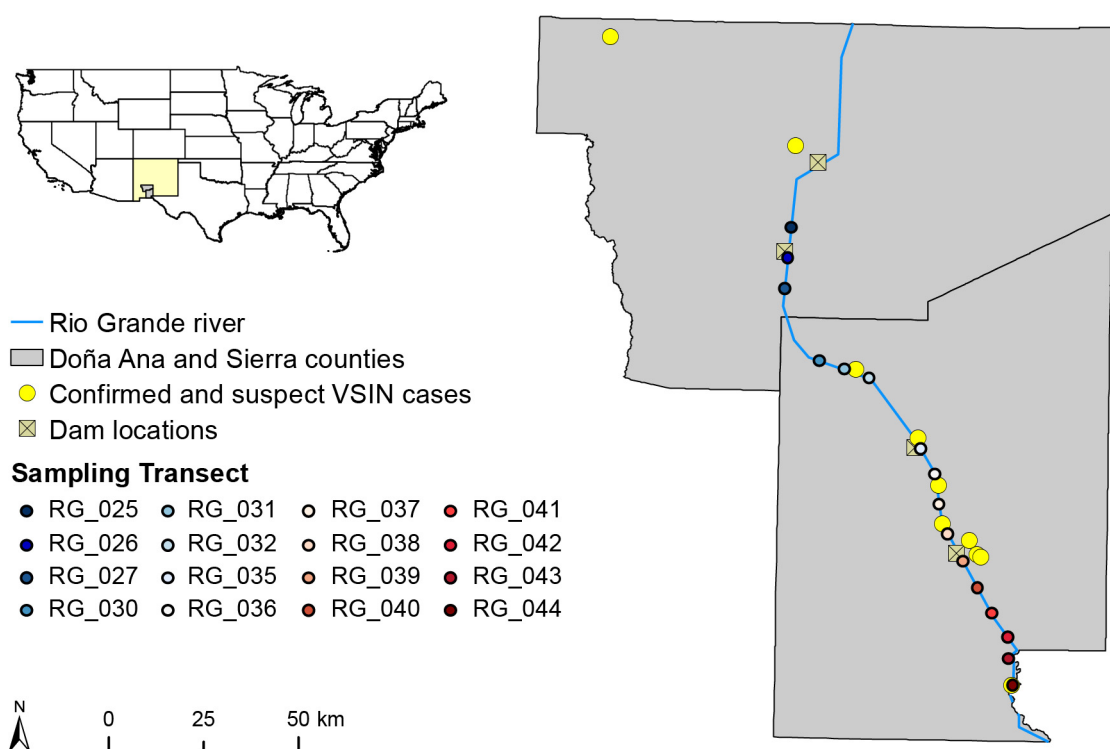 Rio Grande river
Doña Ana and Sierra counties
Confirmed and suspect VSIN cases
Dam locations
Sampling Transect
RG_025 RG_031 RG_037 RG_041
RG_026 RG_032 RG_038 RG_042
RG_027 RG_035 RG_039 RG_043
RG_030 RG_036 RG_040 RG_044
N
0 25 50 km